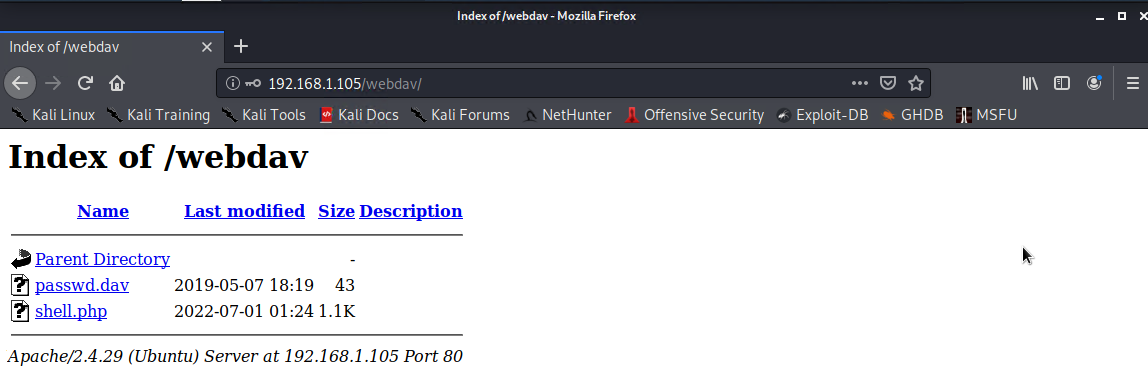 Index of /webdav - Mozilla Firefox
Index of /webdav
192.168.1.105/webdav/
Kali Linux Kali Training Kali Tools Kali Docs Kali Forums NetHunter Offensive Security Exploit-DB GHDB MSFU
Index of /webdav
Name Last modified Size Description
Parent Directory -
passwd.dav 2019-05-07 18:19 43
shell.php 2022-07-01 01:24 1.1K
Apache/2.4.29 (Ubuntu) Server at 192.168.1.105 Port 80